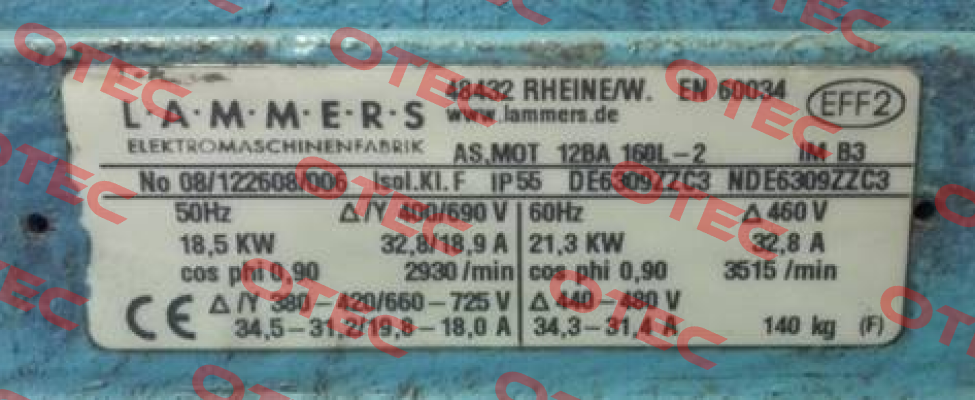 48432 RHEINE/W. EN 60034
L·A·M·M·E·R·S www.lammers.de EFF2
ELEKTROMASCHINENFABRIK AS.MOT 12BA 160L-2 IM B3
No 08/122608/006 Isol.Kl.F IP55 DE6309ZZC3 NDE6309ZZC3
50Hz Δ/Y 400/690 V 60Hz Δ 460 V
18,5 KW 32,8/18,9 A 21,3 KW 32,8 A
cos phi 0,90 2930/min cos phi 0,90 3515/min
CE Δ/Y 380-420/660-725 V Δ 440-480 V
34,5-31,2/19,8-18,0 A 34,3-31,4 A 140 kg (F)
OTEC